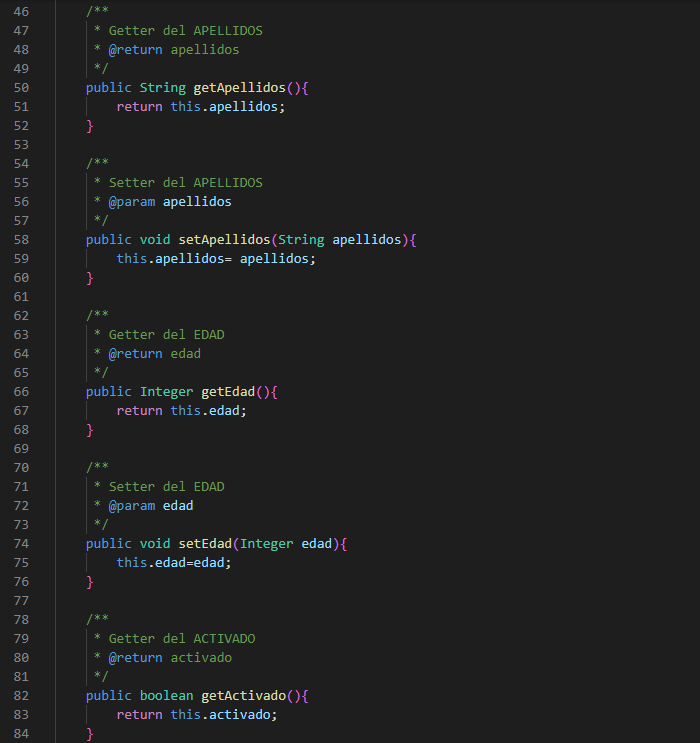 46 /**
47 * Getter del APELLIDOS
48 * @return apellidos
49 */
50 public String getApellidos(){
51 return this.apellidos;
52 }
53
54 /**
55 * Setter del APELLIDOS
56 * @param apellidos
57 */
58 public void setApellidos(String apellidos){
59 this.apellidos= apellidos;
60 }
61
62 /**
63 * Getter del EDAD
64 * @return edad
65 */
66 public Integer getEdad(){
67 return this.edad;
68 }
69
70 /**
71 * Setter del EDAD
72 * @param edad
73 */
74 public void setEdad(Integer edad){
75 this.edad=edad;
76 }
77
78 /**
79 * Getter del ACTIVADO
80 * @return activado
81 */
82 public boolean getActivado(){
83 return this.activado;
84 }